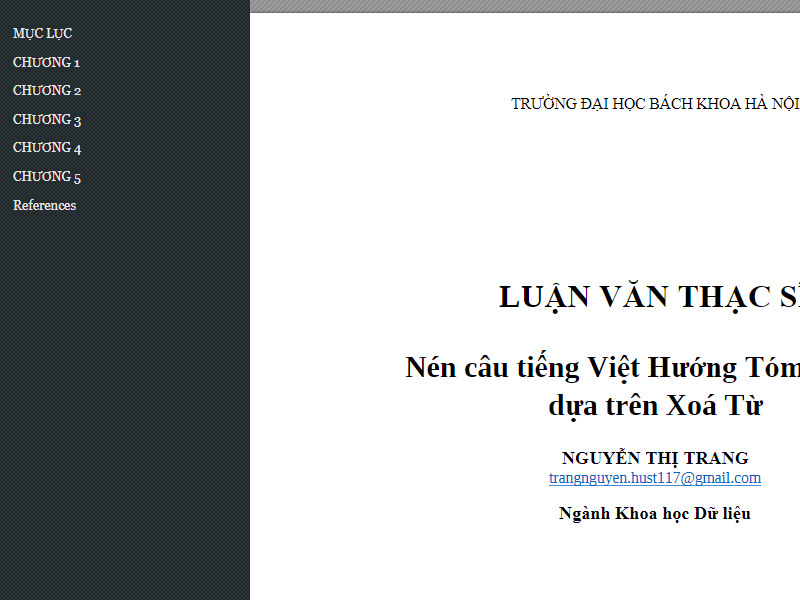 MỤC LỤC
CHƯƠNG 1
CHƯƠNG 2
CHƯƠNG 3
CHƯƠNG 4
CHƯƠNG 5
References
TRƯỜNG ĐẠI HỌC BÁCH KHOA HÀ NỘI
LUẬN VĂN THẠC SĨ
Nén câu tiếng Việt Hướng Tóm
dựa trên Xoá Từ
NGUYỄN THỊ TRANG
trangnguyen.hust117@gmail.com
Ngành Khoa học Dữ liệu